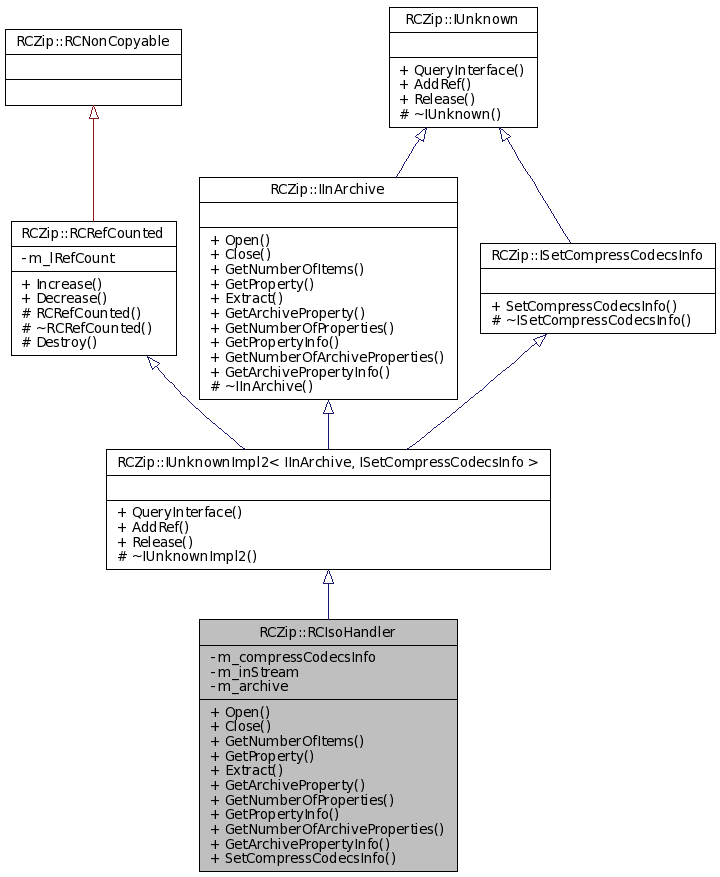 RCZip::RCNonCopyable
RCZip::IUnknown
+ QueryInterface()
+ AddRef()
+ Release()
# ~IUnknown()
RCZip::RCRefCounted
- m_lRefCount
+ Increase()
+ Decrease()
# RCRefCounted()
# ~RCRefCounted()
# Destroy()
RCZip::IInArchive
+ Open()
+ Close()
+ GetNumberOfItems()
+ GetProperty()
+ Extract()
+ GetArchiveProperty()
+ GetNumberOfProperties()
+ GetPropertyInfo()
+ GetNumberOfArchiveProperties()
+ GetArchivePropertyInfo()
# ~IInArchive()
RCZip::ISetCompressCodecsInfo
+ SetCompressCodecsInfo()
# ~ISetCompressCodecsInfo()
RCZip::IUnknownImpl2< IInArchive, ISetCompressCodecsInfo >
+ QueryInterface()
+ AddRef()
+ Release()
# ~IUnknownImpl2()
RCZip::RCIsoHandler
- m_compressCodecsInfo
- m_inStream
- m_archive
+ Open()
+ Close()
+ GetNumberOfItems()
+ GetProperty()
+ Extract()
+ GetArchiveProperty()
+ GetNumberOfProperties()
+ GetPropertyInfo()
+ GetNumberOfArchiveProperties()
+ GetArchivePropertyInfo()
+ SetCompressCodecsInfo()